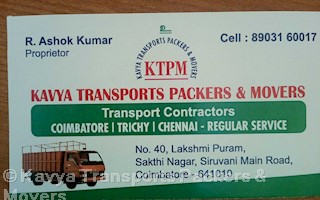 R. Ashok Kumar
Proprietor
Cell : 89031 60017
KAVYA TRANSPORTS PACKERS & MOVERS
KTPM
KAVYA TRANSPORTS PACKERS & MOVERS
Transport Contractors
COIMBATORE | TRICHY | CHENNAI - REGULAR SERVICE
No. 40, Lakshmi Puram,
Sakthi Nagar, Siruvani Main Road,
Coimbatore - 641010
© Kavya Transports Packers &
Movers